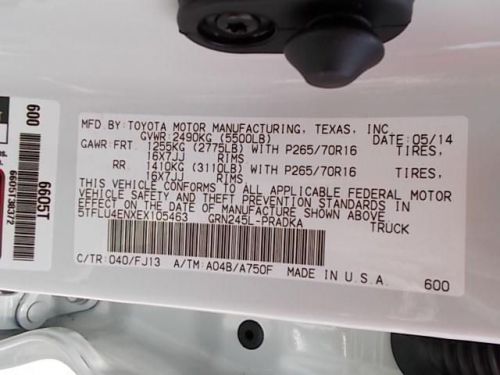 MFD.BY:TOYOTA MOTOR MANUFACTURING, TEXAS, INC.
GVWR:2490KG (5500LB) DATE:05/14
GAWR:FRT. 1255KG (2775LB) WITH P265/70R16 TIRES,
16X7JJ RIMS
RR. 1410KG (3110LB) WITH P265/70R16 TIRES,
16X7JJ RIMS
THIS VEHICLE CONFORMS TO ALL APPLICABLE FEDERAL MOTOR
VEHICLE SAFETY AND THEFT PREVENTION STANDARDS IN
EFFECT ON THE DATE OF MANUFACTURE SHOWN ABOVE.
5TFLU4ENXEX105463 GRN245L-PRADKA TRUCK
C/TR:040/FJ13 A/TM:A04B/A750F MADE IN U.S.A. 600
600
6605T
6605138372